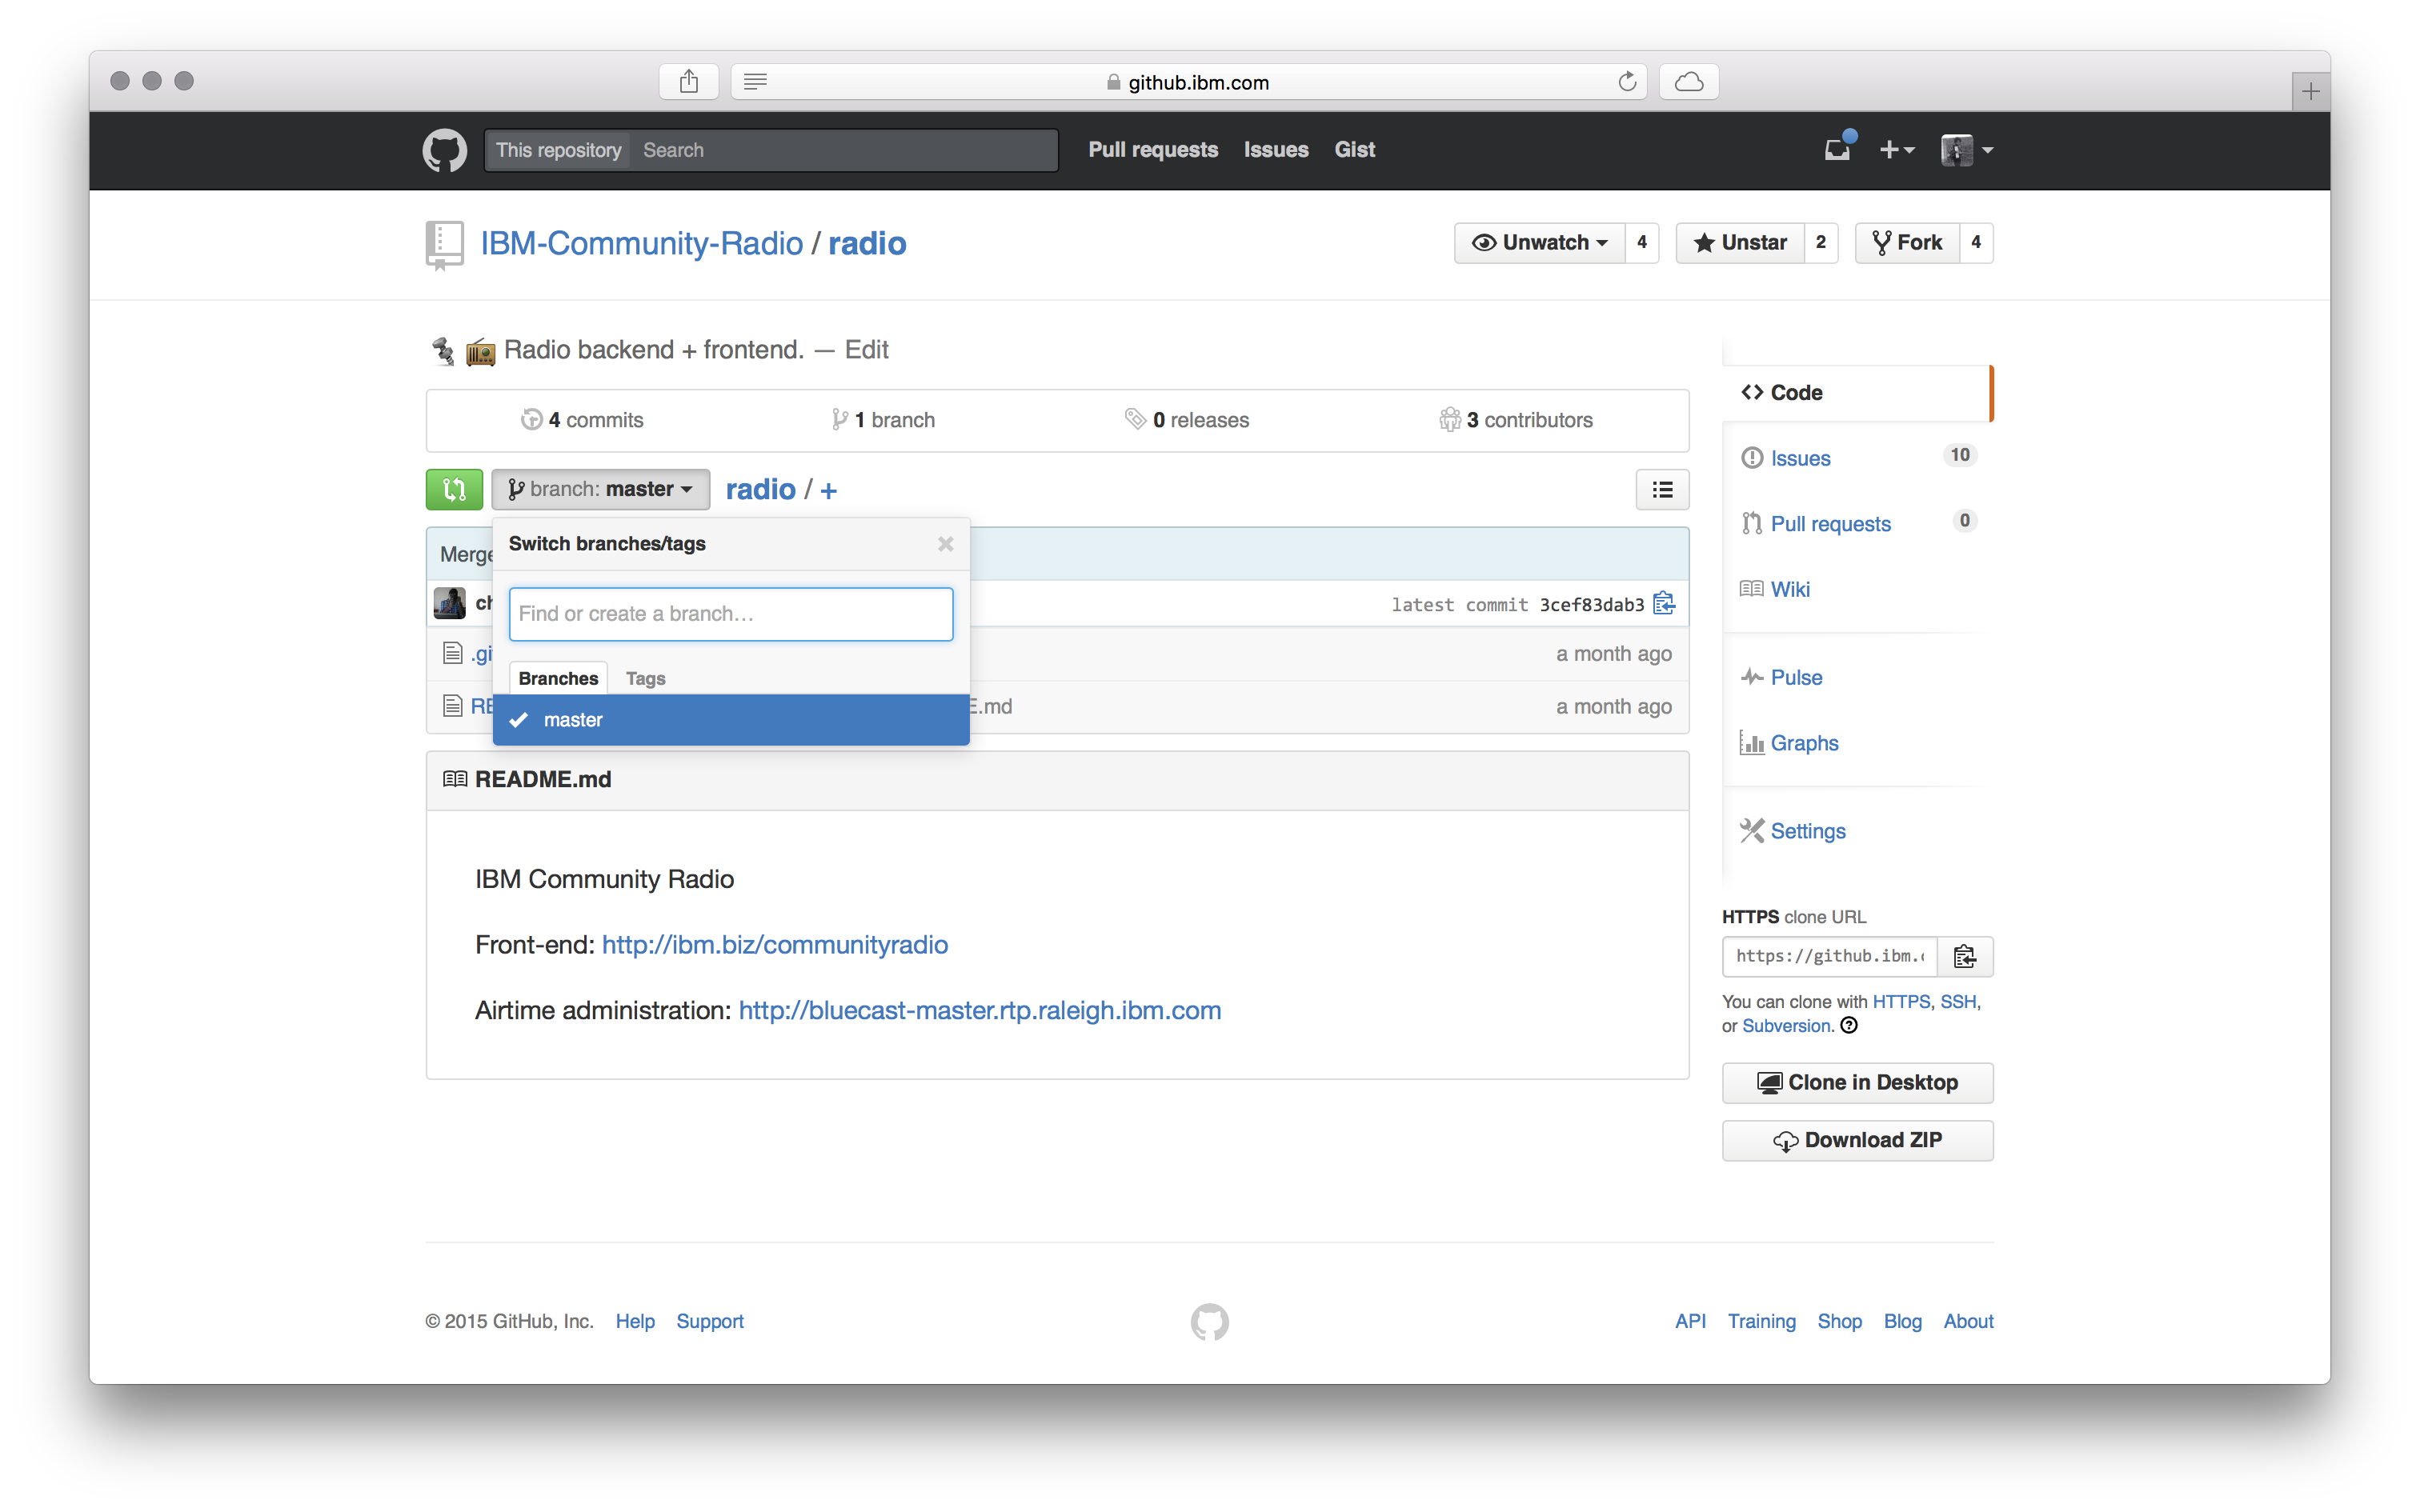 github.ibm.com
This repository Search Pull requests Issues Gist
IBM-Community-Radio / radio
Unwatch 4 Unstar 2 Fork 4
Radio backend + frontend. — Edit
4 commits 1 branch 0 releases 3 contributors
branch: master radio / +
Switch branches/tags
Merge
Find or create a branch…
ch
latest commit 3cef83dab3
.gi
a month ago
Branches Tags
RE
E.md
a month ago
master
README.md
IBM Community Radio
Front-end: http://ibm.biz/communityradio
Airtime administration: http://bluecast-master.rtp.raleigh.ibm.com
Code
Issues 10
Pull requests 0
Wiki
Pulse
Graphs
Settings
HTTPS clone URL
https://github.ibm.
You can clone with HTTPS, SSH,
or Subversion.
Clone in Desktop
Download ZIP
© 2015 GitHub, Inc. Help Support
API Training Shop Blog About